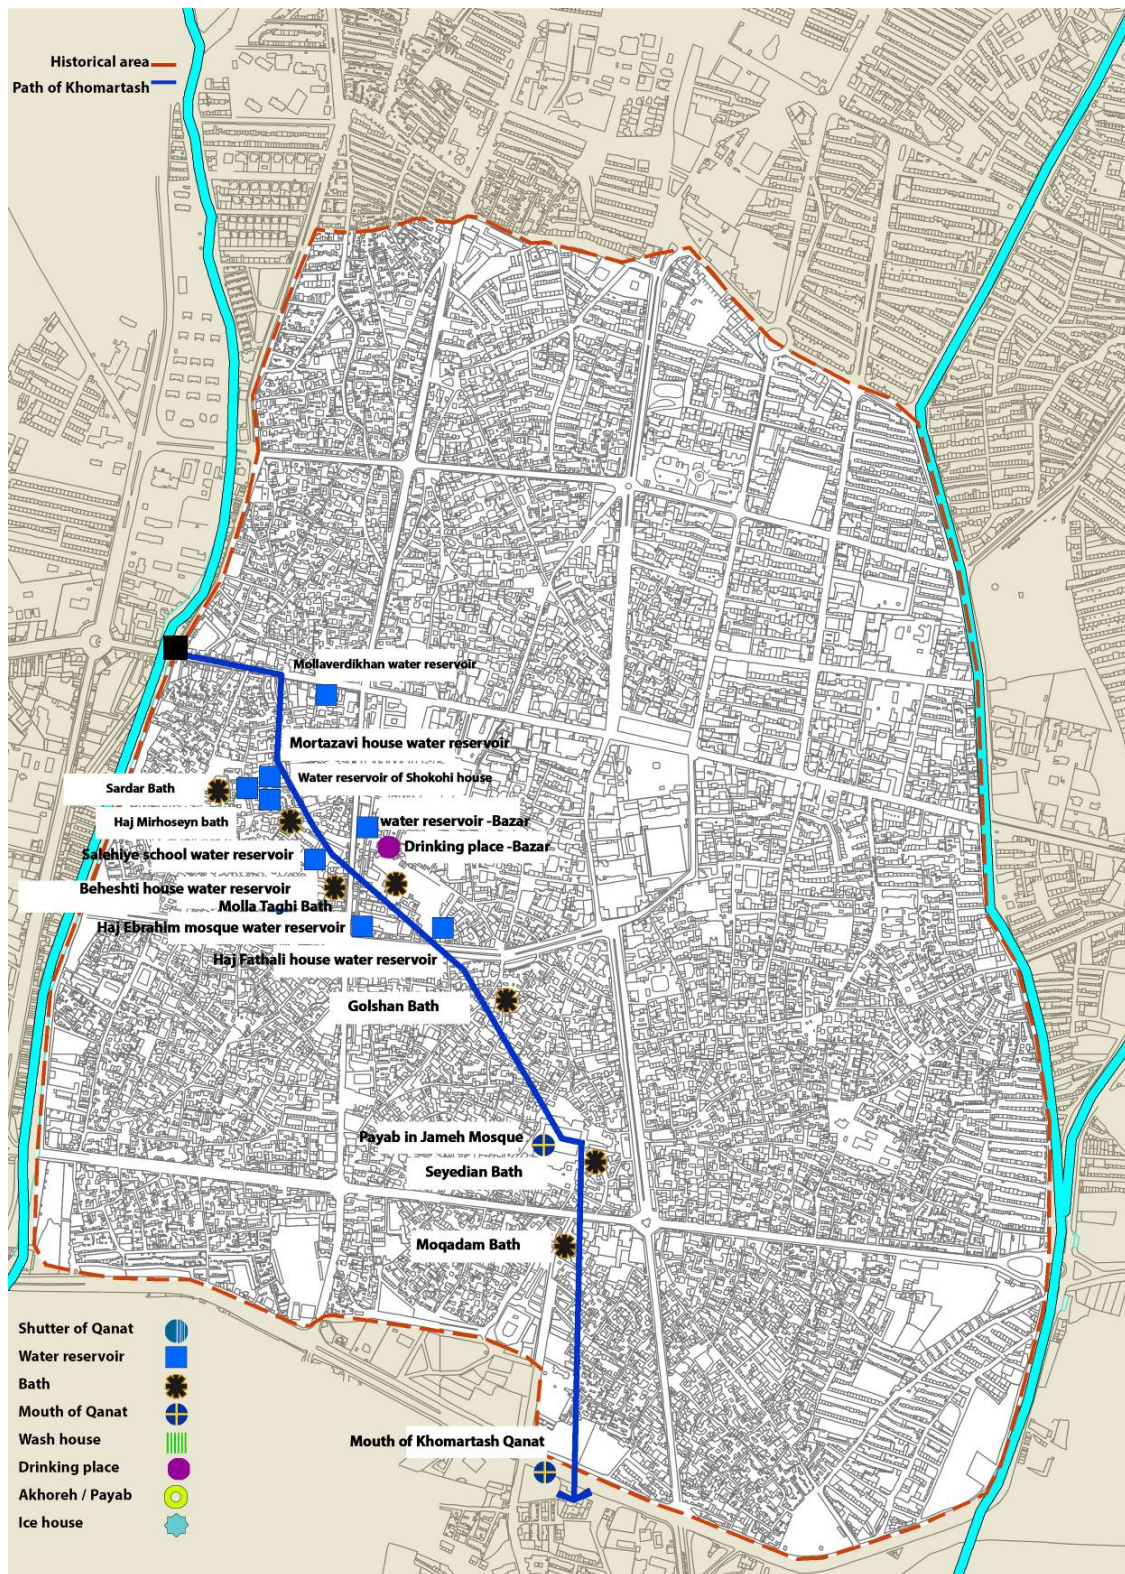 Historical area
Path of Khomartash
Mollaverdikhan water reservoir
Mortazavi house water reservoir
Water reservoir of Shokohi house
Sardar Bath
Haj Mirhoseyn bath
water reservoir -Bazar
Drinking place -Bazar
Salehiye school water reservoir
Beheshti house water reservoir
Molla Taghi Bath
Haj Ebrahim mosque water reservoir
Haj Fathali house water reservoir
Golshan Bath
Payab in Jameh Mosque
Seyedian Bath
Moqadam Bath
Mouth of Khomartash Qanat
Shutter of Qanat
Water reservoir
Bath
Mouth of Qanat
Wash house
Drinking place
Akhoreh / Payab
Ice house